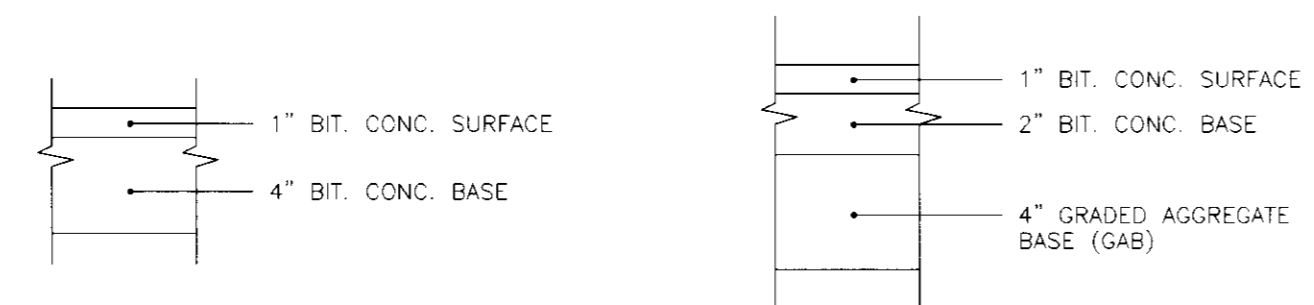 1” BIT. CONC. SURFACE
4” BIT. CONC. BASE
1” BIT. CONC. SURFACE
2” BIT. CONC. BASE
4” GRADED AGGREGATE
BASE (GAB)